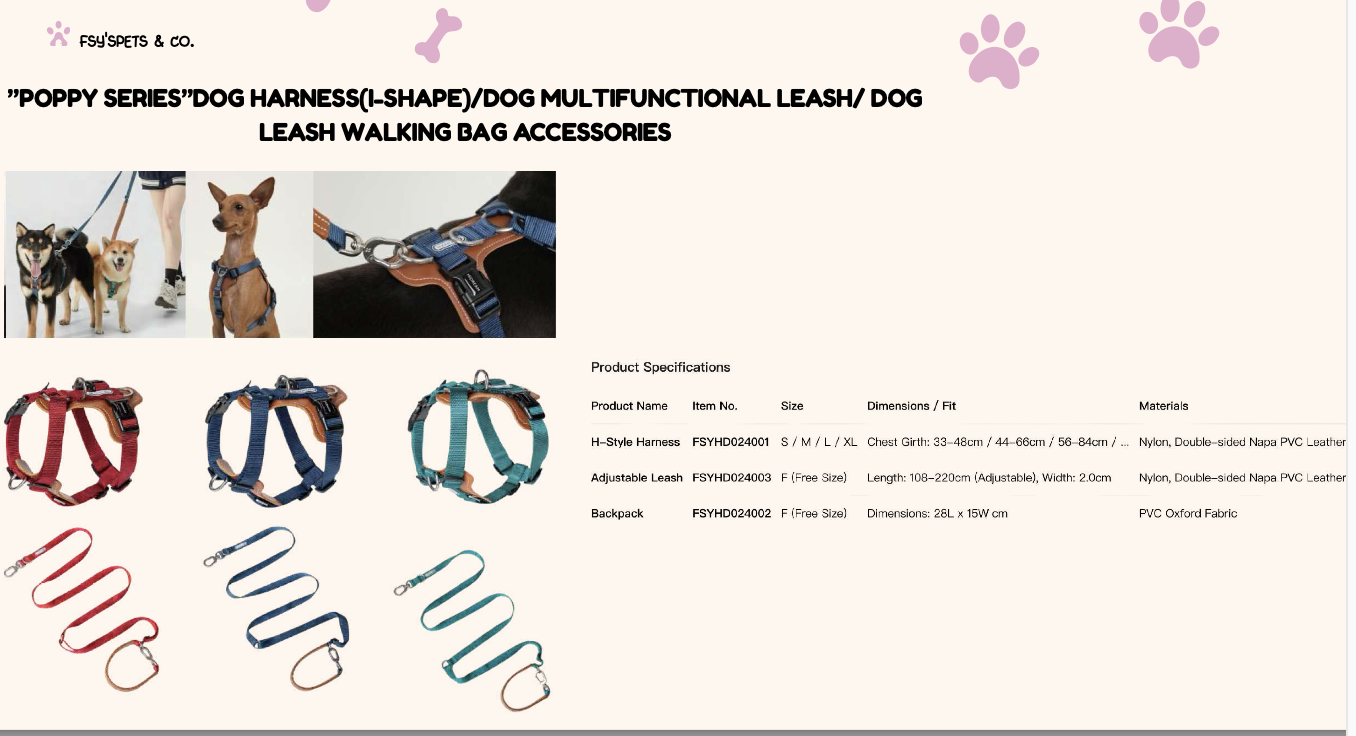 FSY'SPETS & CO.
”POPPY SERIES”DOG HARNESS(I-SHAPE)/DOG MULTIFUNCTIONAL LEASH/ DOG
LEASH WALKING BAG ACCESSORIES
Product Specifications
Product Name Item No. Size Dimensions / Fit Materials
H-Style Harness FSYHD024001 S / M / L / XL Chest Girth: 33-48cm / 44-66cm / 56-84cm / ... Nylon, Double-sided Napa PVC Leather
Adjustable Leash FSYHD024003 F (Free Size) Length: 108-220cm (Adjustable), Width: 2.0cm Nylon, Double-sided Napa PVC Leather
Backpack FSYHD024002 F (Free Size) Dimensions: 28L x 15W cm PVC Oxford Fabric